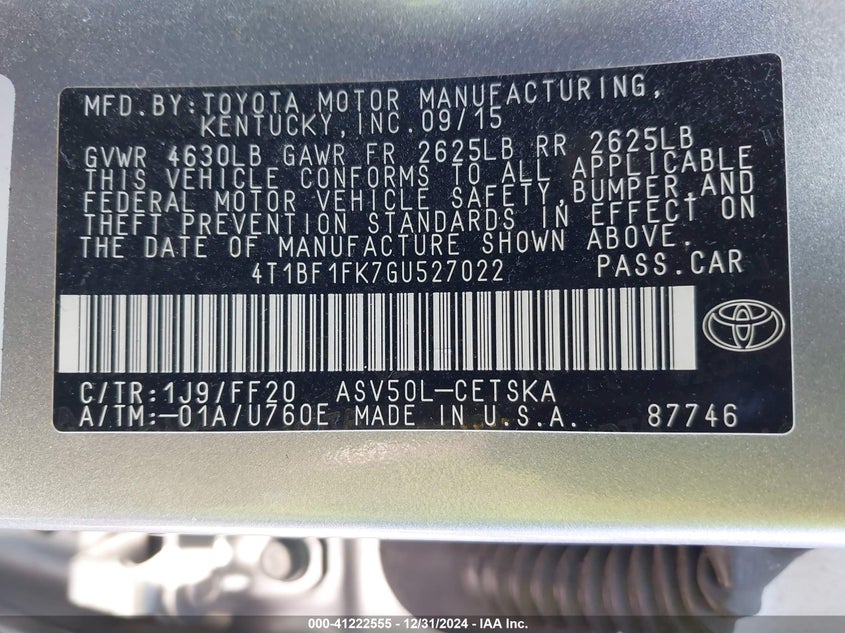 MFD.BY:TOYOTA MOTOR MANUFACTURING,
KENTUCKY,INC.09/15
GVWR 4630LB GAWR FR 2625LB RR 2625LB
THIS VEHICLE CONFORMS TO ALL APPLICABLE
FEDERAL MOTOR VEHICLE SAFETY,BUMPER,AND
THEFT PREVENTION STANDARDS IN EFFECT ON
THE DATE OF MANUFACTURE SHOWN ABOVE.
4T1BF1FK7GU527022 PASS.CAR
C/TR:1J9/FF20 ASV50L-CETSKA
A/TM:-01A/U760E MADE IN U.S.A. 87746
000-41222555 - 12/31/2024 - IAA Inc.